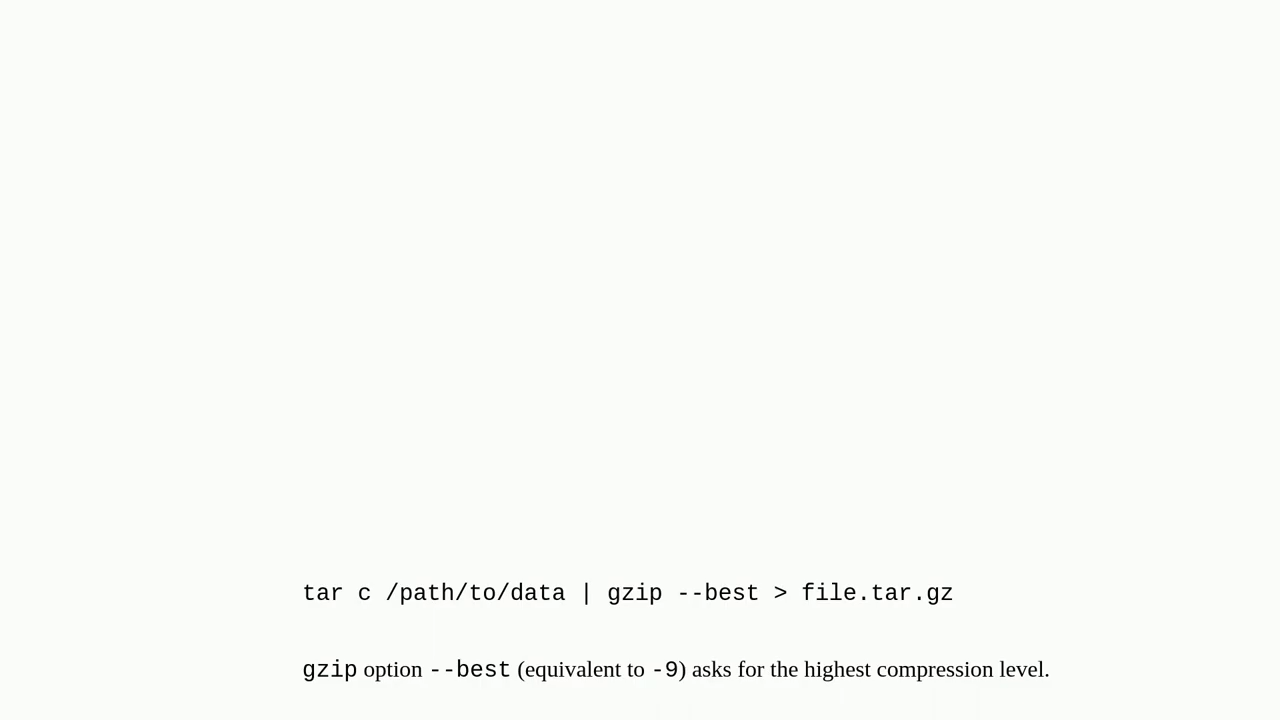 tar c /path/to/data | gzip --best > file.tar.gz
gzip option --best (equivalent to -9) asks for the highest compression level.